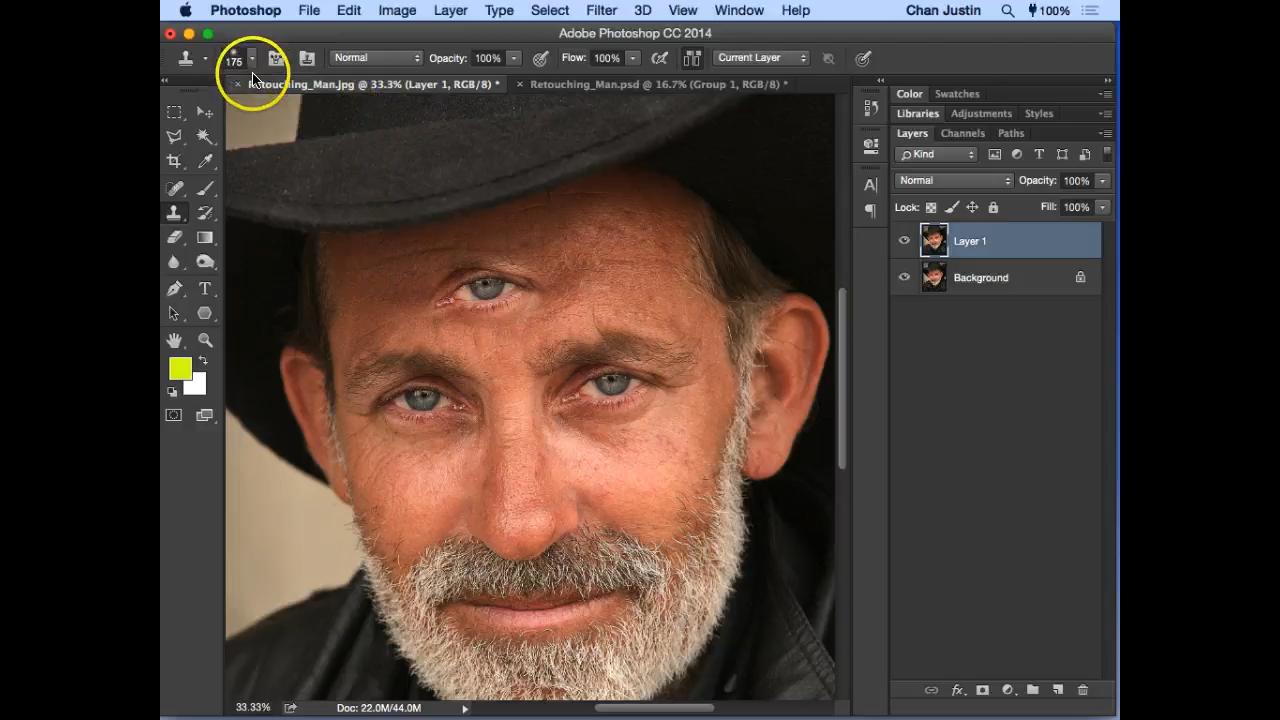 Photoshop File Edit Image Layer Type Select Filter 3D View Window Help Chan Justin 100%
Adobe Photoshop CC 2014
175 Normal Opacity: 100% Flow: 100% Current Layer
× Retouching_Man.jpg @ 33.3% (Layer 1, RGB/8) * × Retouching_Man.psd @ 16.7% (Group 1, RGB/8) *
Color Swatches
Libraries Adjustments Styles
Layers Channels Paths
Kind
Normal Opacity: 100%
Lock: Fill: 100%
Layer 1
Background
33.33% Doc: 22.0M/44.0M